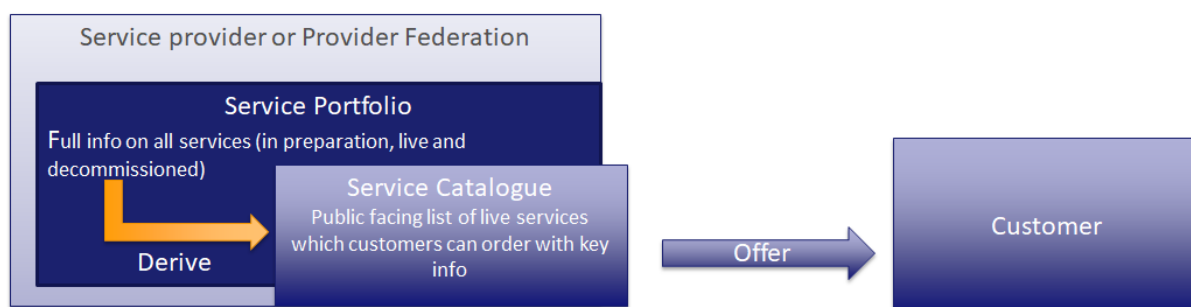 Service provider or Provider Federation
Service Portfolio
Full info on all services (in preparation, live and
decommissioned)
Service Catalogue
Public facing list of live services
which customers can order with key
info
Derive
Offer
Customer